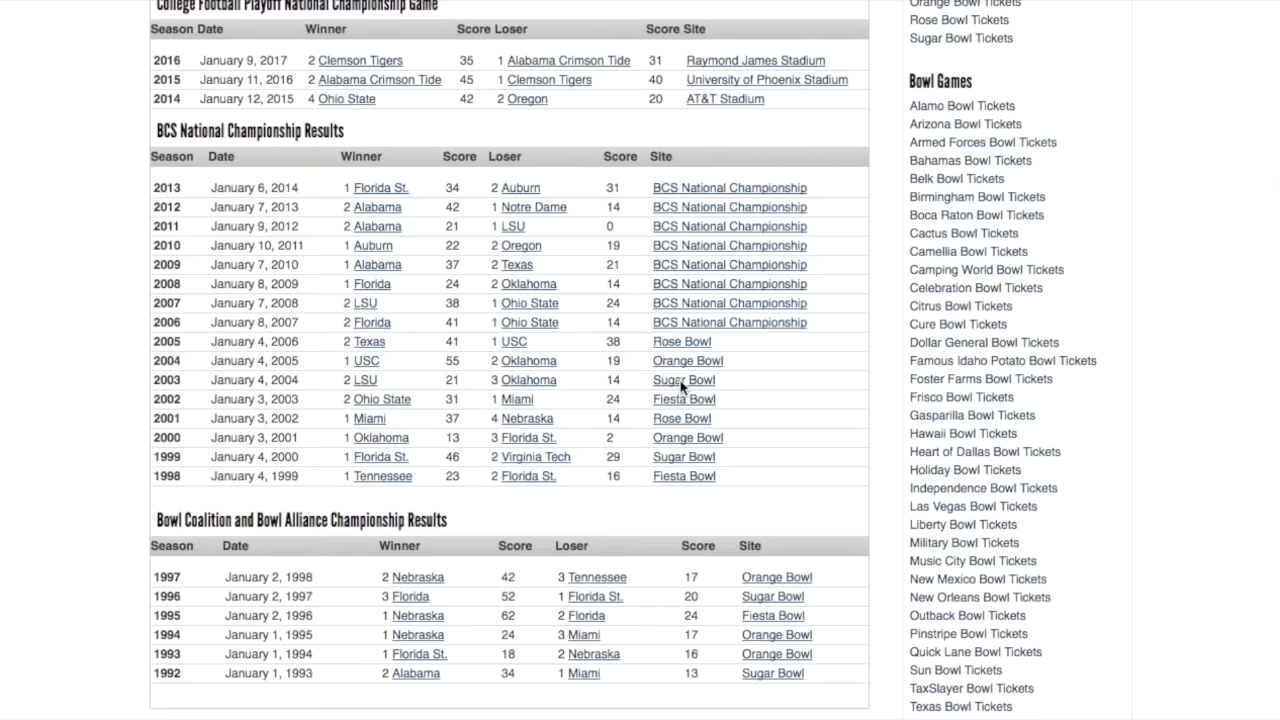 College Football Playoff National Championship Game
Season Date Winner Score Loser Score Site
2016 January 9, 2017 2 Clemson Tigers 35 1 Alabama Crimson Tide 31 Raymond James Stadium
2015 January 11, 2016 2 Alabama Crimson Tide 45 1 Clemson Tigers 40 University of Phoenix Stadium
2014 January 12, 2015 4 Ohio State 42 2 Oregon 20 AT&T Stadium
BCS National Championship Results
Season Date Winner Score Loser Score Site
2013 January 6, 2014 1 Florida St. 34 2 Auburn 31 BCS National Championship
2012 January 7, 2013 2 Alabama 42 1 Notre Dame 14 BCS National Championship
2011 January 9, 2012 2 Alabama 21 1 LSU 0 BCS National Championship
2010 January 10, 2011 1 Auburn 22 2 Oregon 19 BCS National Championship
2009 January 7, 2010 1 Alabama 37 2 Texas 21 BCS National Championship
2008 January 8, 2009 1 Florida 24 2 Oklahoma 14 BCS National Championship
2007 January 7, 2008 2 LSU 38 1 Ohio State 24 BCS National Championship
2006 January 8, 2007 2 Florida 41 1 Ohio State 14 BCS National Championship
2005 January 4, 2006 2 Texas 41 1 USC 38 Rose Bowl
2004 January 4, 2005 1 USC 55 2 Oklahoma 19 Orange Bowl
2003 January 4, 2004 2 LSU 21 3 Oklahoma 14 Sugar Bowl
2002 January 3, 2003 2 Ohio State 31 1 Miami 24 Fiesta Bowl
2001 January 3, 2002 1 Miami 37 4 Nebraska 14 Rose Bowl
2000 January 3, 2001 1 Oklahoma 13 3 Florida St. 2 Orange Bowl
1999 January 4, 2000 1 Florida St. 46 2 Virginia Tech 29 Sugar Bowl
1998 January 4, 1999 1 Tennessee 23 2 Florida St. 16 Fiesta Bowl
Bowl Coalition and Bowl Alliance Championship Results
Season Date Winner Score Loser Score Site
1997 January 2, 1998 2 Nebraska 42 3 Tennessee 17 Orange Bowl
1996 January 2, 1997 3 Florida 52 1 Florida St. 20 Sugar Bowl
1995 January 2, 1996 1 Nebraska 62 2 Florida 24 Fiesta Bowl
1994 January 1, 1995 1 Nebraska 24 3 Miami 17 Orange Bowl
1993 January 1, 1994 1 Florida St. 18 2 Nebraska 16 Orange Bowl
1992 January 1, 1993 2 Alabama 34 1 Miami 13 Sugar Bowl
Orange Bowl Tickets
Rose Bowl Tickets
Sugar Bowl Tickets
Bowl Games
Alamo Bowl Tickets
Arizona Bowl Tickets
Armed Forces Bowl Tickets
Bahamas Bowl Tickets
Belk Bowl Tickets
Birmingham Bowl Tickets
Boca Raton Bowl Tickets
Cactus Bowl Tickets
Camellia Bowl Tickets
Camping World Bowl Tickets
Celebration Bowl Tickets
Citrus Bowl Tickets
Cure Bowl Tickets
Dollar General Bowl Tickets
Famous Idaho Potato Bowl Tickets
Foster Farms Bowl Tickets
Frisco Bowl Tickets
Gasparilla Bowl Tickets
Hawaii Bowl Tickets
Heart of Dallas Bowl Tickets
Holiday Bowl Tickets
Independence Bowl Tickets
Las Vegas Bowl Tickets
Liberty Bowl Tickets
Military Bowl Tickets
Music City Bowl Tickets
New Mexico Bowl Tickets
New Orleans Bowl Tickets
Outback Bowl Tickets
Pinstripe Bowl Tickets
Quick Lane Bowl Tickets
Sun Bowl Tickets
TaxSlayer Bowl Tickets
Texas Bowl Tickets